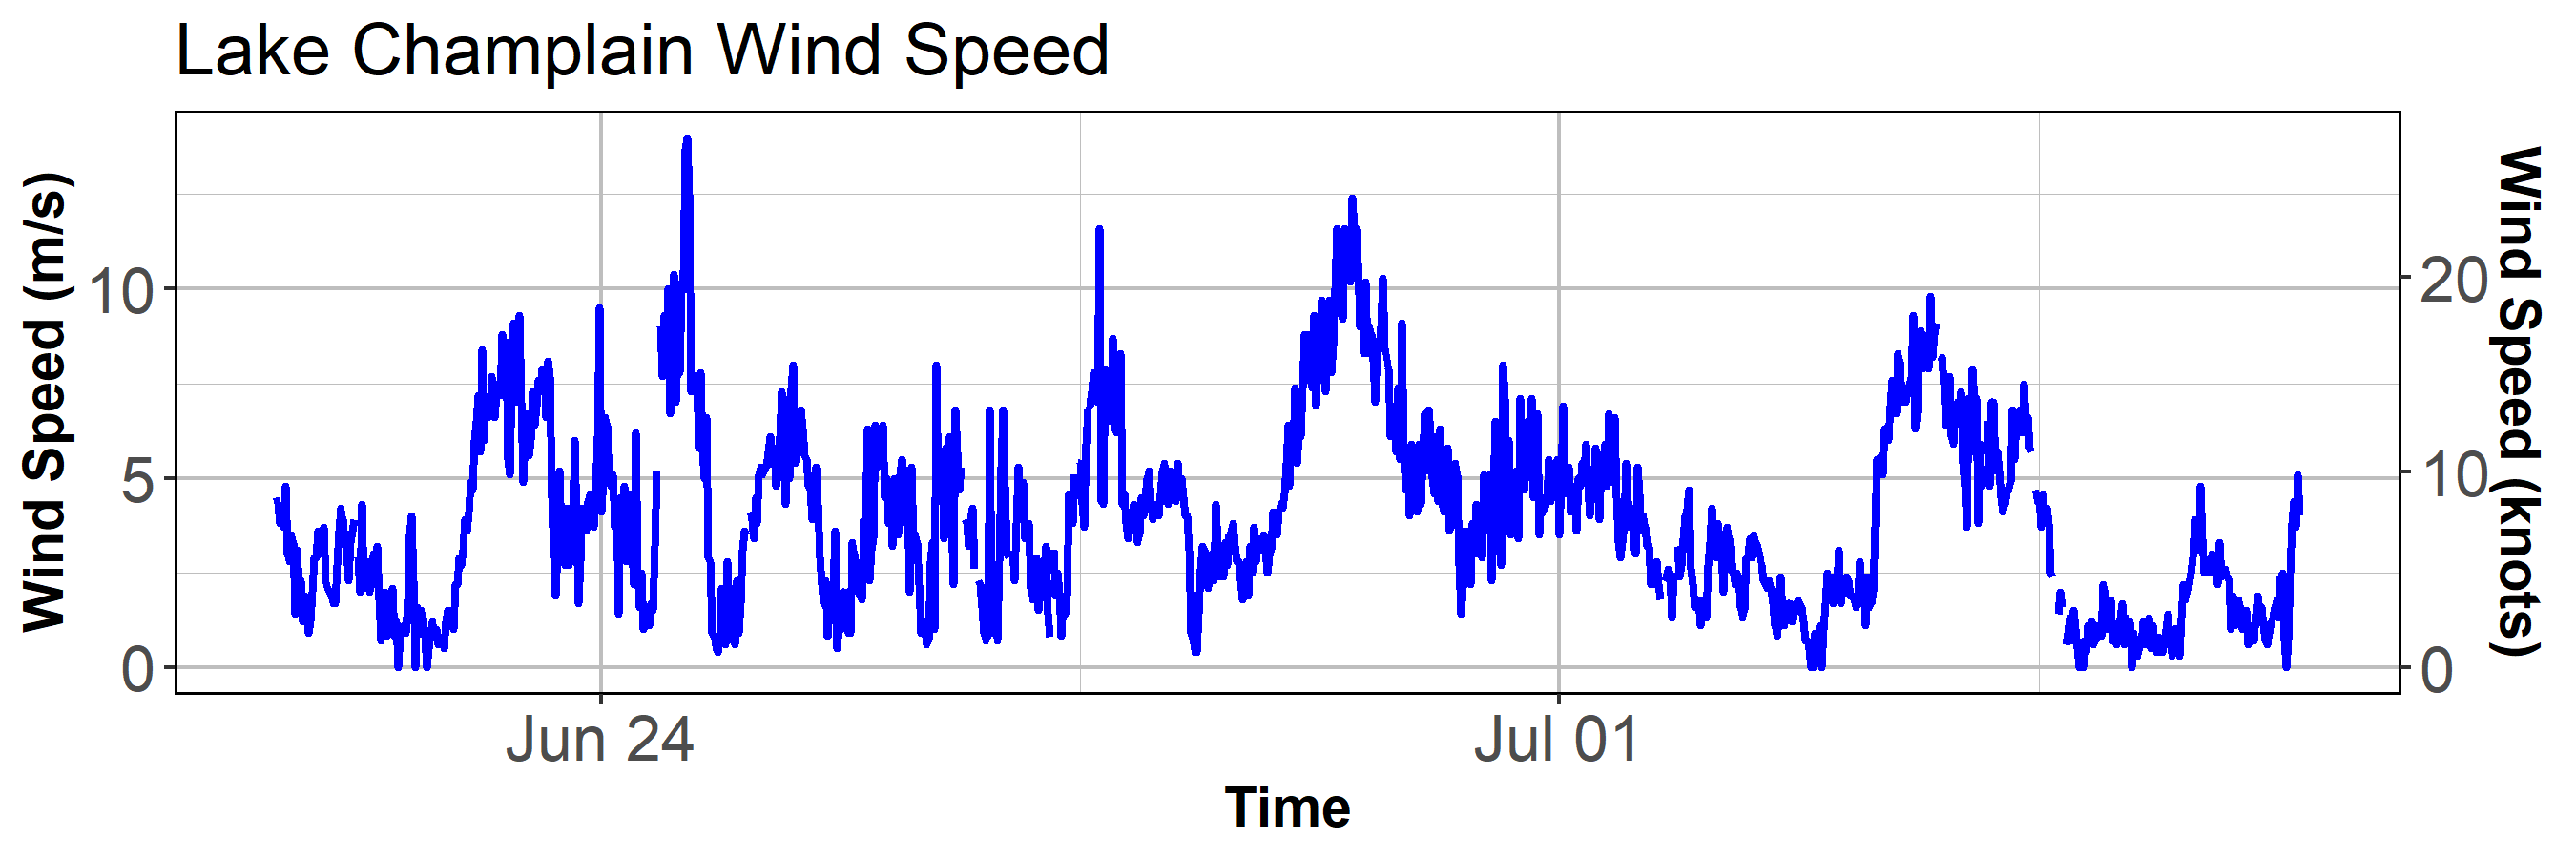 Lake Champlain Wind Speed
Wind Speed (m/s)
10
5
0
20
10
0
Wind Speed (knots)
Jun 24
Jul 01
Time